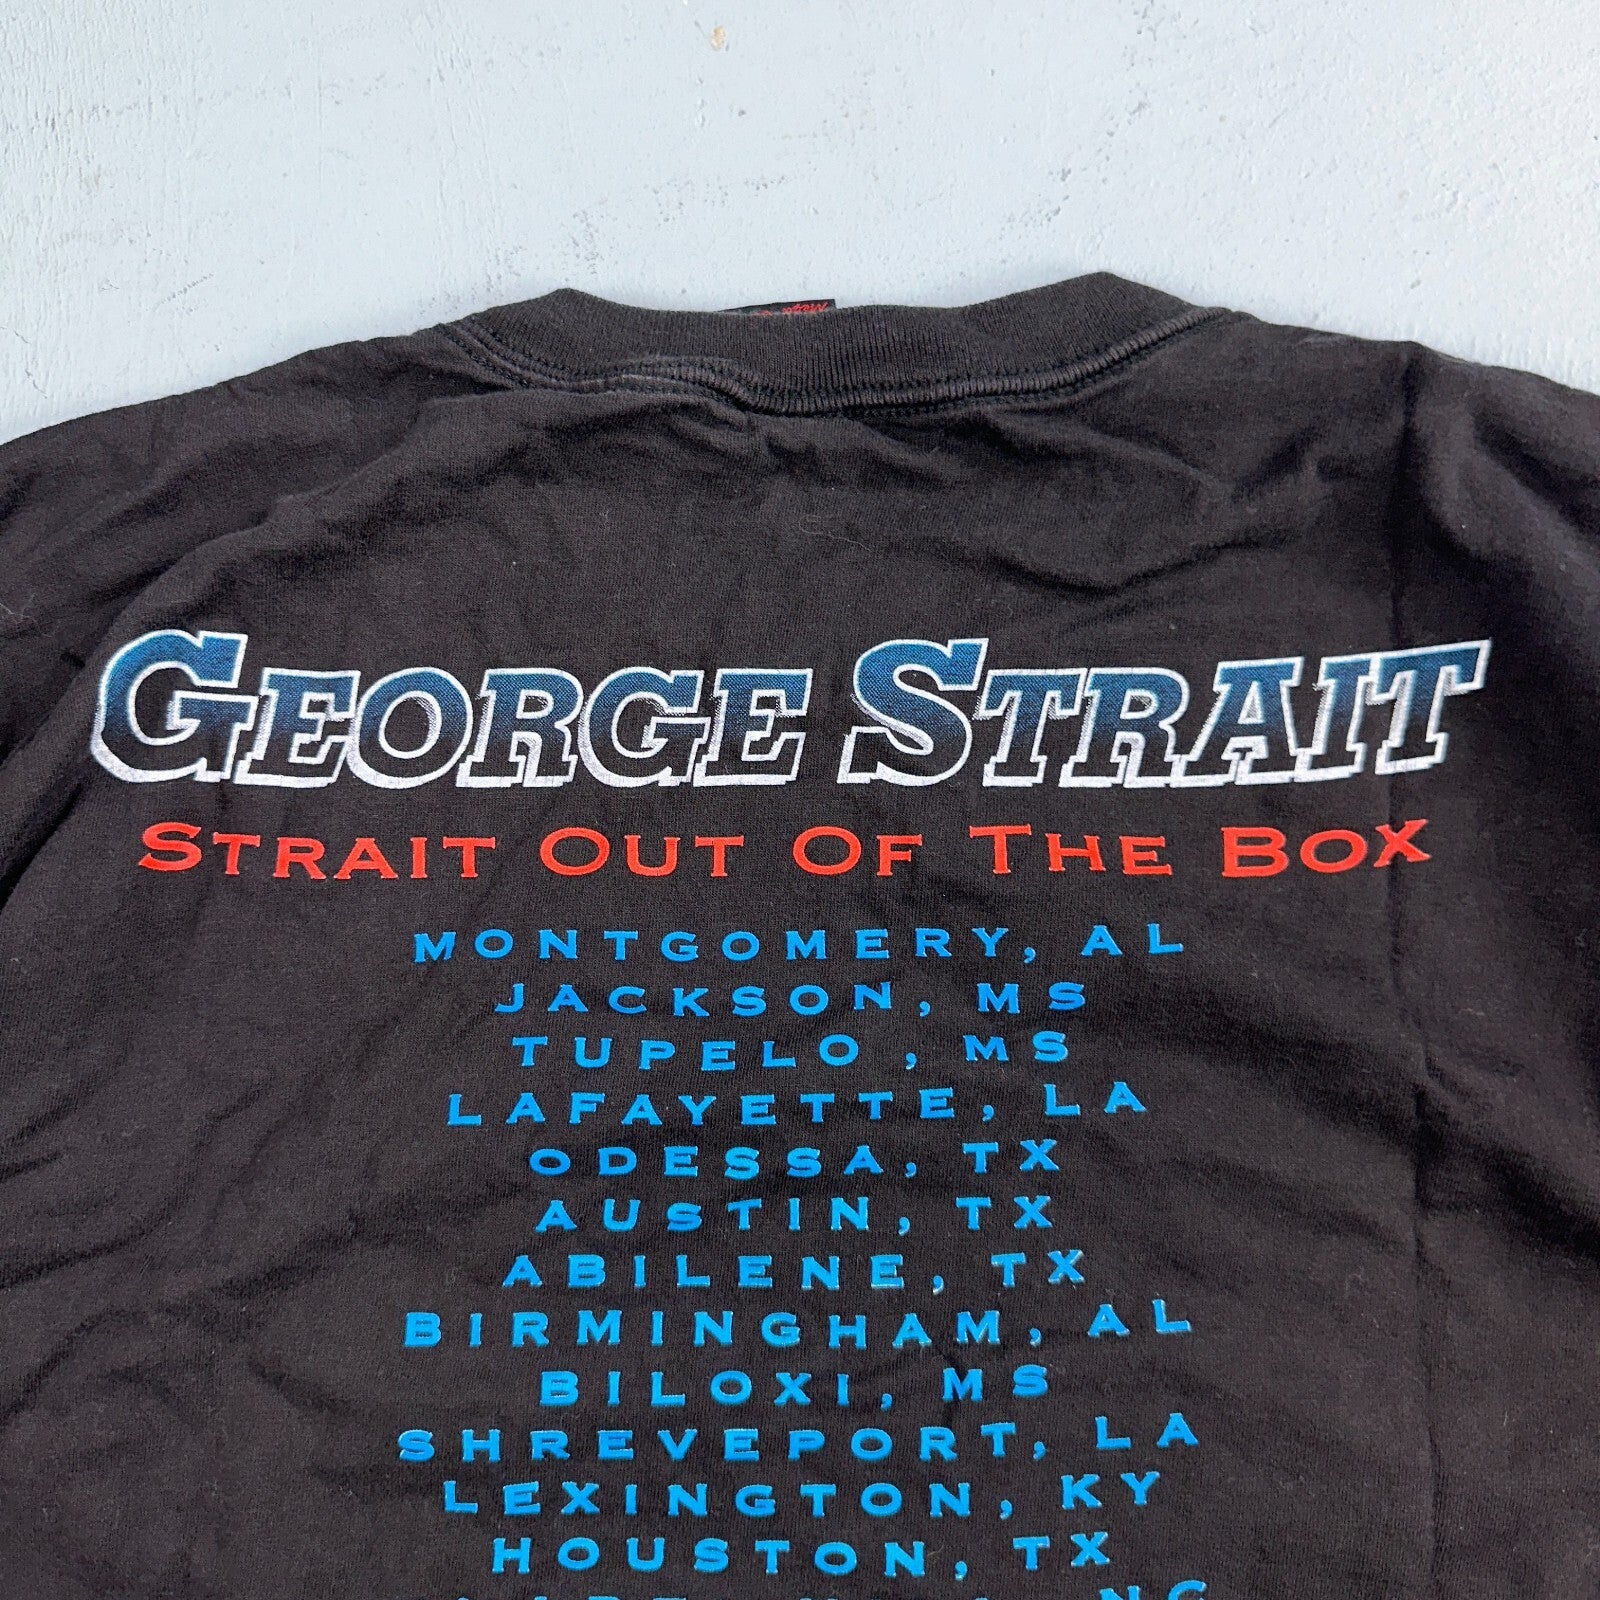 GEORGE STRAIT
STRAIT OUT OF THE BOX
MONTGOMERY, AL
JACKSON, MS
TUPELO , MS
LAFAYETTE, LA
ODESSA, TX
AUSTIN, TX
ABILENE, TX
BIRMINGHAM, AL
BILOXI, MS
SHREVEPORT, LA
LEXINGTON, KY
HOUSTON, TX
NC